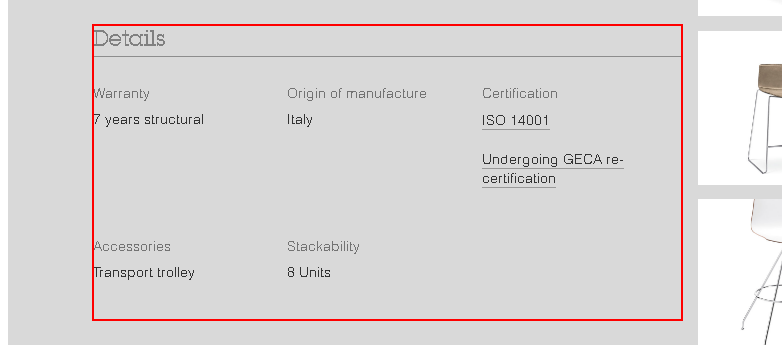 Details
Warranty
7 years structural
Origin of manufacture
Italy
Certification
ISO 14001
Undergoing GECA re-
certification
Accessories
Transport trolley
Stackability
8 Units